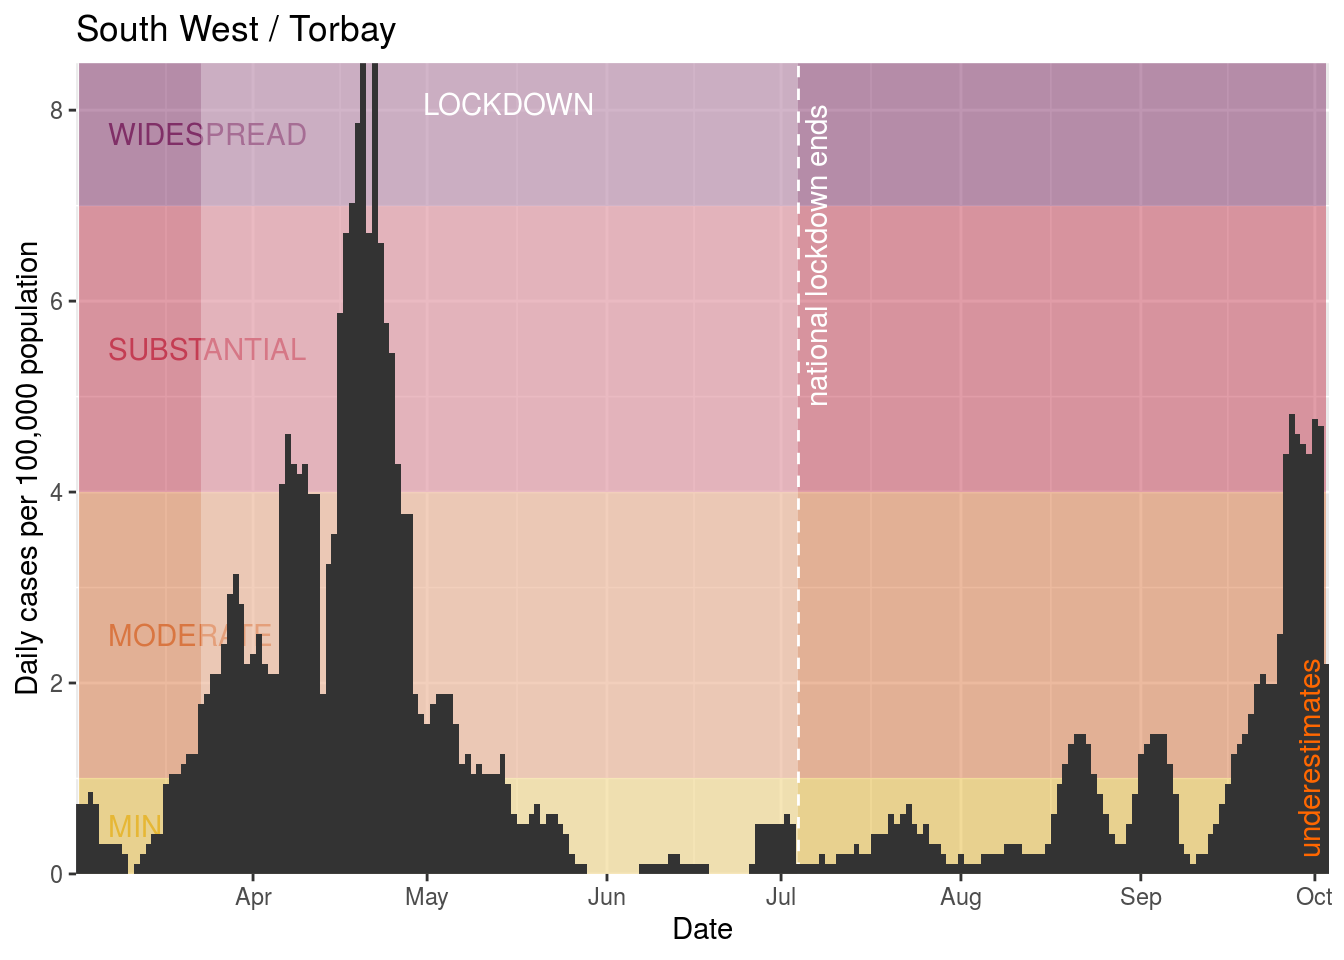 South West / Torbay
Daily cases per 100,000 population
8
6
4
2
0
WIDESPREAD
SUBSTANTIAL
MODERATE
MIN
LOCKDOWN
national lockdown ends
underestimates
Apr
May
Jun
Jul
Aug
Sep
Oct
Date